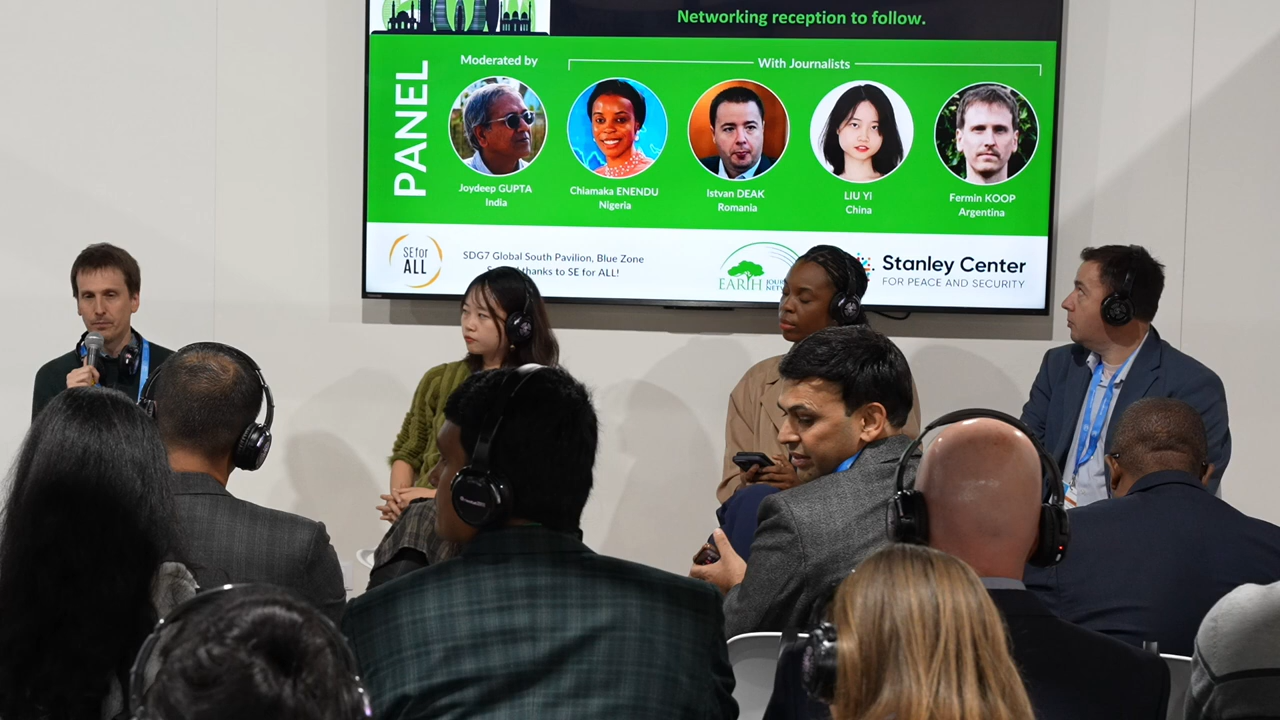 Networking reception to follow.
PANEL
Moderated by
With Journalists
Joydeep GUPTA
India
Chiamaka ENENDU
Nigeria
Istvan DEAK
Romania
LIU YI
China
Fermin KOOP
Argentina
SE for
ALL
SDG7 Global South Pavilion, Blue Zone
thanks to SE for ALL!
EARTH
Stanley Center
FOR PEACE AND SECURITY